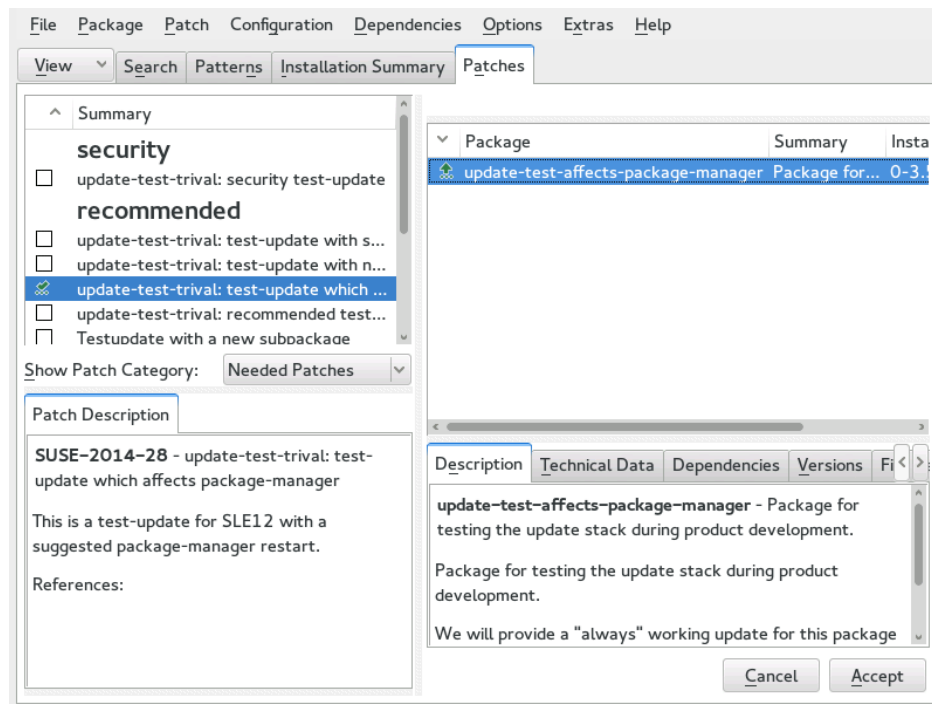 File Package Patch Configuration Dependencies Options Extras Help
View Search Patterns Installation Summary Patches
Summary
security
update-test-trival: security test-update
recommended
update-test-trival: test-update with s...
update-test-trival: test-update with n...
update-test-trival: test-update which ...
update-test-trival: recommended test...
Testupdate with a new subpackage
Show Patch Category: Needed Patches
Patch Description
SUSE-2014-28 - update-test-trival: test-
update which affects package-manager
This is a test-update for SLE12 with a
suggested package-manager restart.
References:
Package Summary Insta
update-test-affects-package-manager Package for... 0-3.5
Description Technical Data Dependencies Versions Fi
update-test-affects-package-manager - Package for
testing the update stack during product development.
Package for testing the update stack during product
development.
We will provide a "always" working update for this package
Cancel Accept